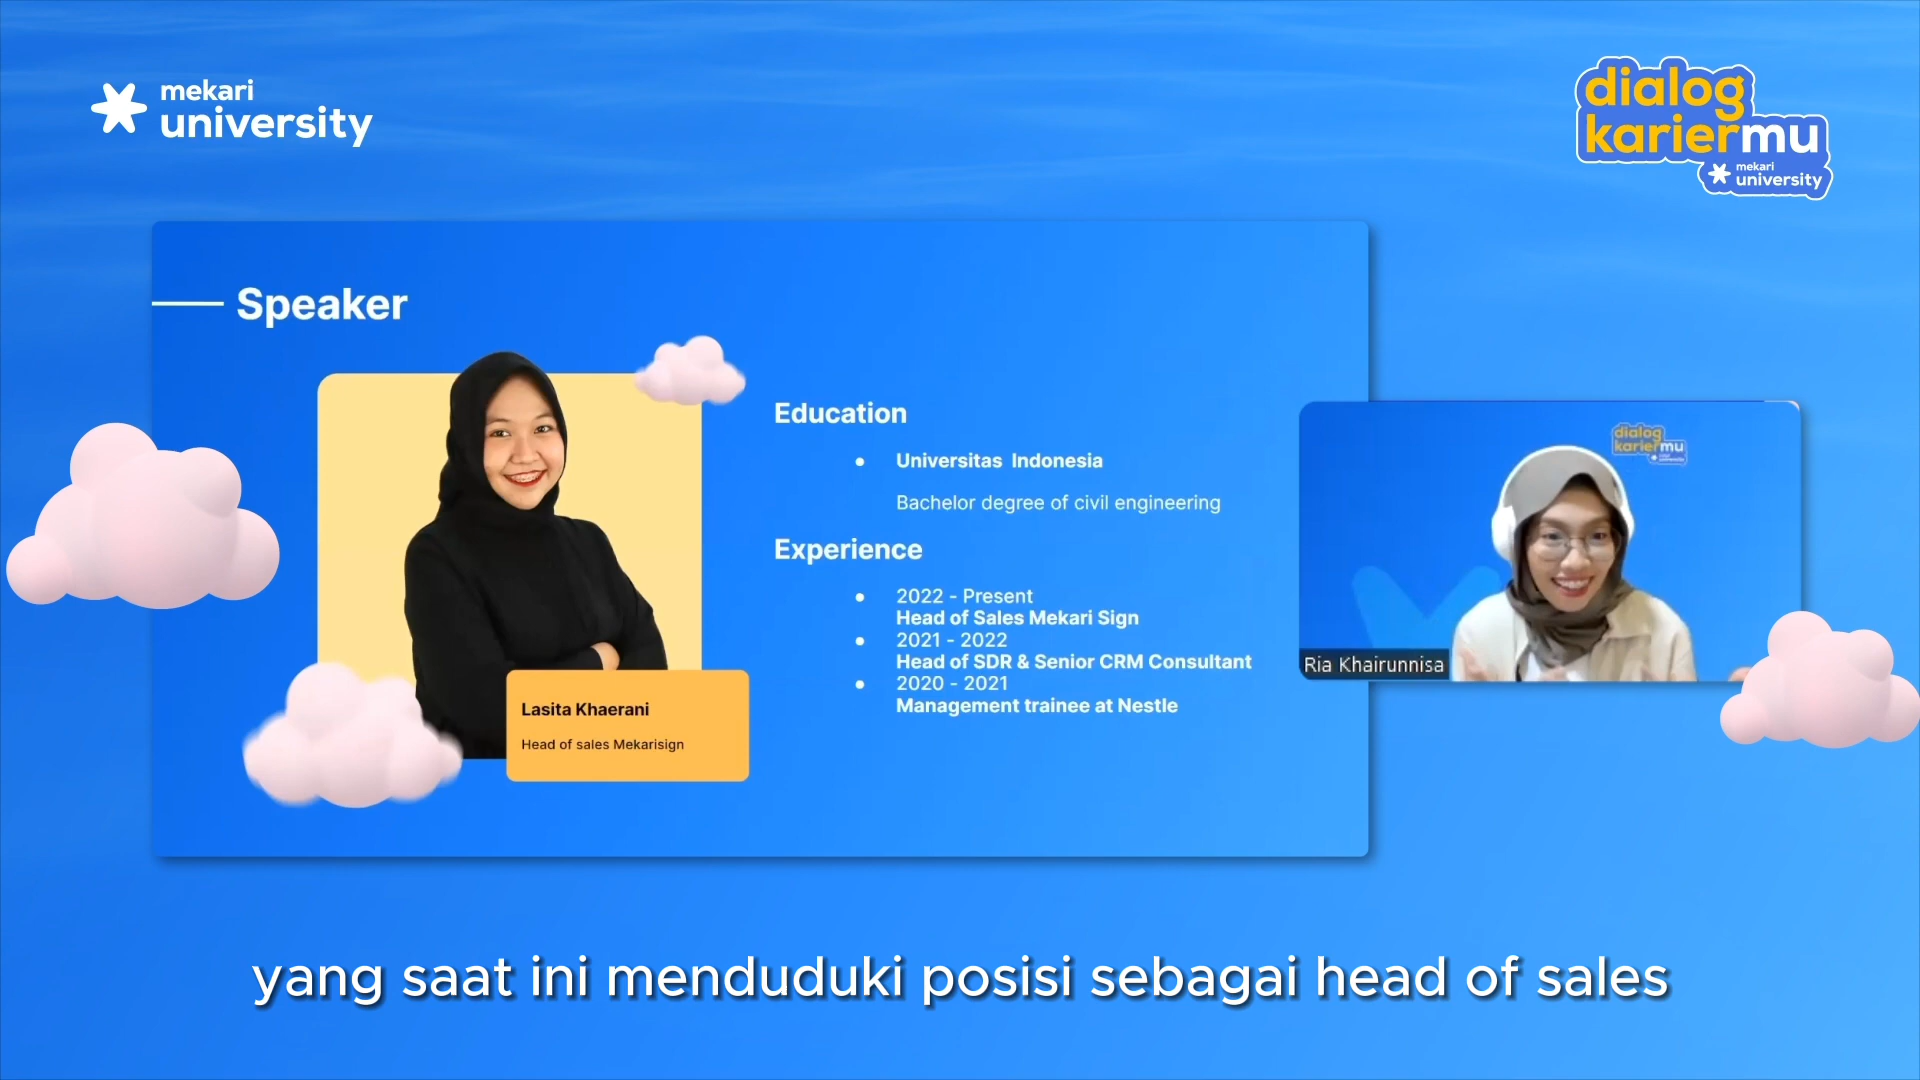 mekari
university
dialog
kariermu
mekari
university
Speaker
Education
Universitas Indonesia
Bachelor degree of civil engineering
Experience
2022 - Present
Head of Sales Mekari Sign
2021 - 2022
Head of SDR & Senior CRM Consultant
2020 - 2021
Management trainee at Nestle
Lasita Khaerani
Head of sales Mekarisign
dialog
kariermu
Ria Khairunnisa
yang saat ini menduduki posisi sebagai head of sales